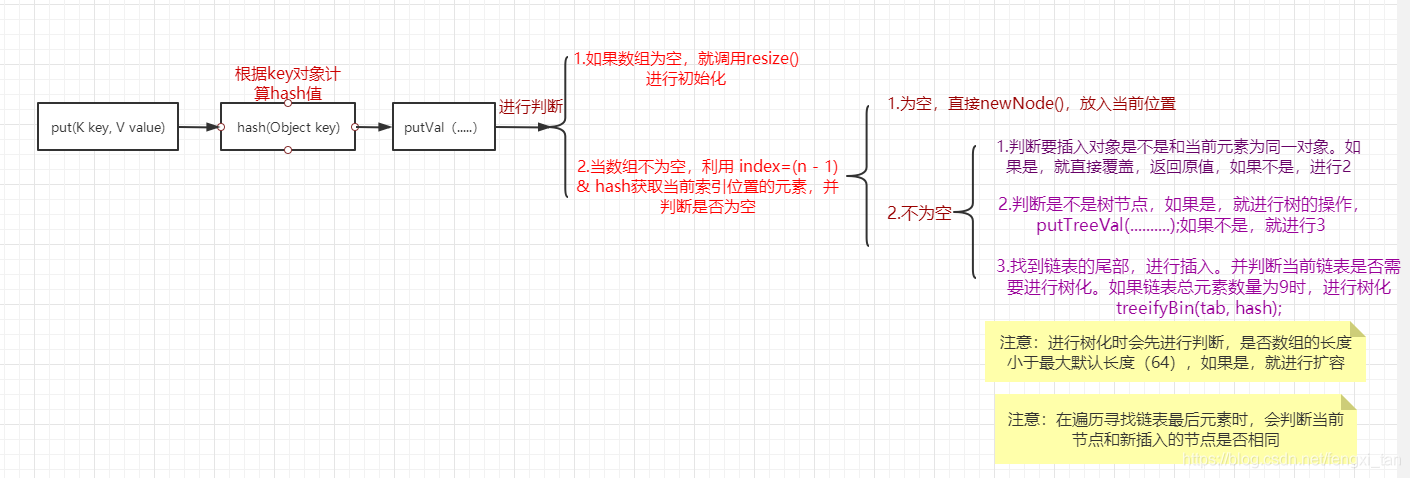 根据key对象计
算hash值
put(K key, V value)
hash(Object key)
putVal（.....）
进行判断
1.如果数组为空，就调用resize()
进行初始化
2.当数组不为空，利用 index=(n - 1)
& hash获取当前索引位置的元素，并
判断是否为空
1.为空，直接newNode()，放入当前位置
2.不为空
1.判断要插入对象是不是和当前元素为同一对象。如
果是，就直接覆盖，返回原值，如果不是，进行2
2.判断是不是树节点，如果是，就进行树的操作，
putTreeVal(..........);如果不是，就进行3
3.找到链表的尾部，进行插入。并判断当前链表是否需
要进行树化。如果链表总元素数量为9时，进行树化
treeifyBin(tab, hash);
注意：进行树化时会先进行判断，是否数组的长度
小于最大默认长度（64），如果是，就进行扩容
注意：在遍历寻找链表最后元素时，会判断当前
节点和新插入的节点是否相同
https://blog.csdn.net/fengxi_tan